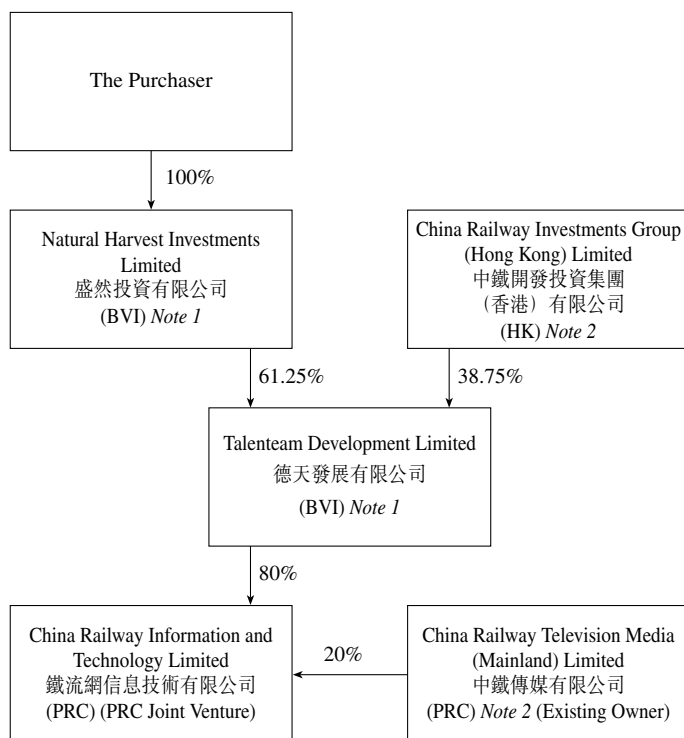 The Purchaser
100%
Natural Harvest Investments
Limited
盛然投資有限公司
(BVI) Note 1
China Railway Investments Group
(Hong Kong) Limited
中鐵開發投資集團
（香港）有限公司
(HK) Note 2
61.25%
38.75%
Talenteam Development Limited
德天發展有限公司
(BVI) Note 1
80%
China Railway Information and
Technology Limited
鐵流網信息技術有限公司
(PRC) (PRC Joint Venture)
20%
China Railway Television Media
(Mainland) Limited
中鐵傳媒有限公司
(PRC) Note 2 (Existing Owner)